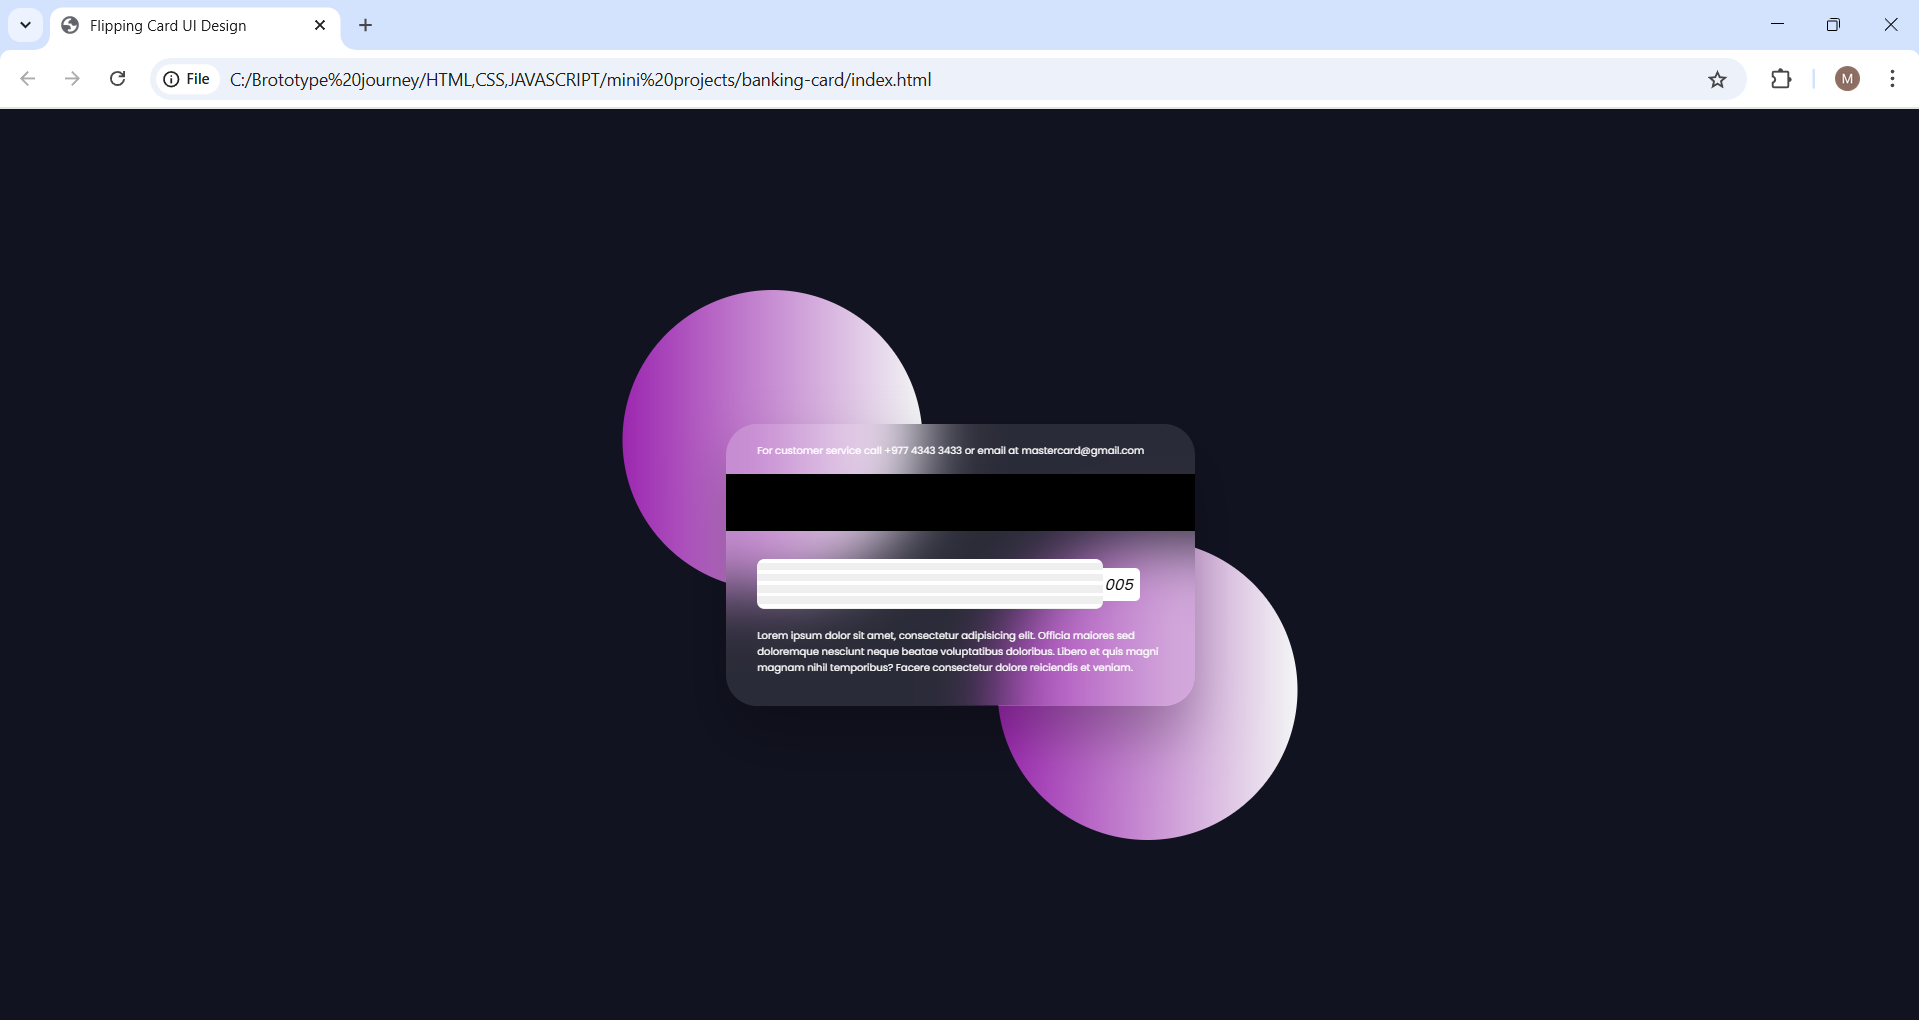 Flipping Card UI Design
File
C:/Brototype%20journey/HTML,CSS,JAVASCRIPT/mini%20projects/banking-card/index.html
M
For customer service call +977 4343 3433 or email at mastercard@gmail.com
005
Lorem ipsum dolor sit amet, consectetur adipisicing elit. Officia maiores sed
doloremque nesciunt neque beatae voluptatibus doloribus. Libero et quis magni
magnam nihil temporibus? Facere consectetur dolore reiciendis et veniam.